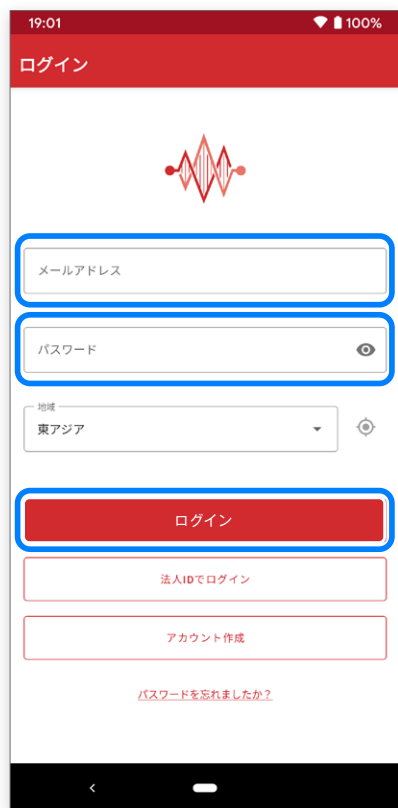 19:01 100%
ログイン
メールアドレス
パスワード
地域
東アジア
ログイン
法人IDでログイン
アカウント作成
パスワードを忘れましたか？